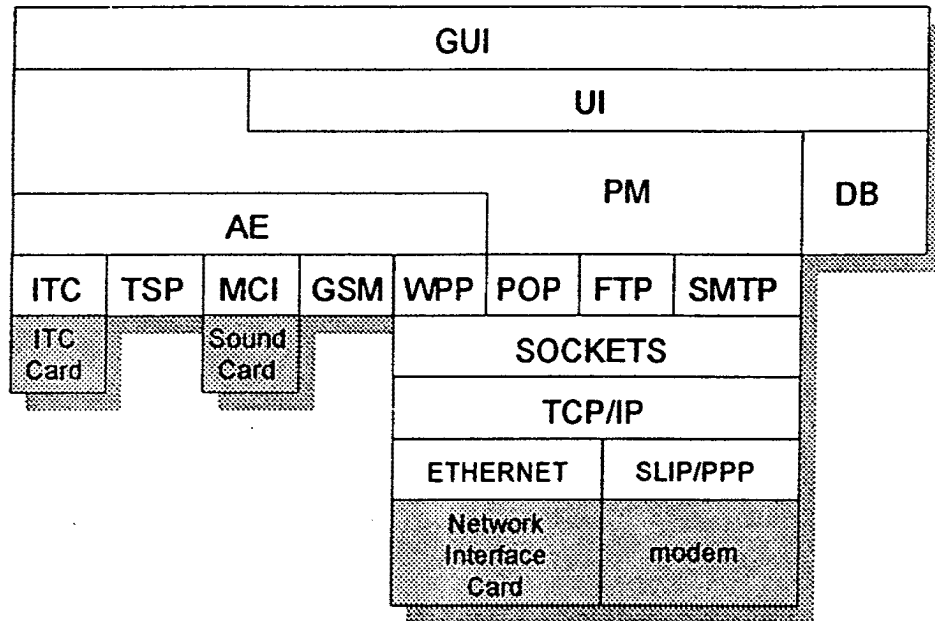 GUI
UI
PM
DB
AE
ITC TSP MCI GSM WPP POP FTP SMTP
ITC
Card
Sound
Card
SOCKETS
TCP/IP
ETHERNET SLIP/PPP
Network
Interface
Card
modem